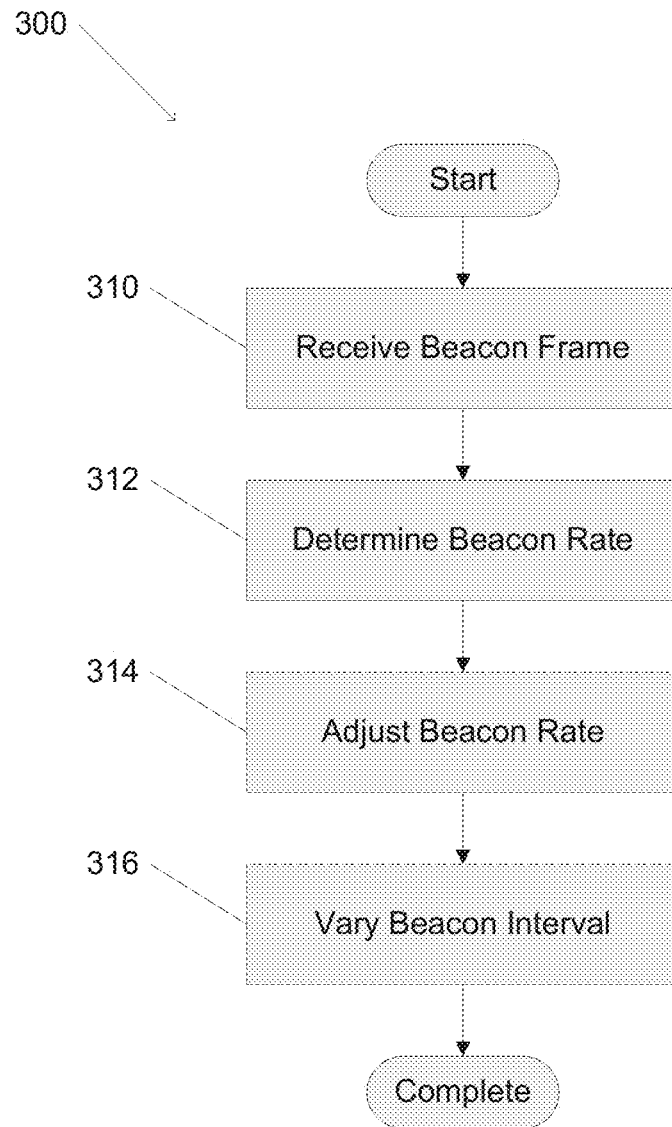 300
Start
310
Receive Beacon Frame
312
Determine Beacon Rate
314
Adjust Beacon Rate
316
Vary Beacon Interval
Complete